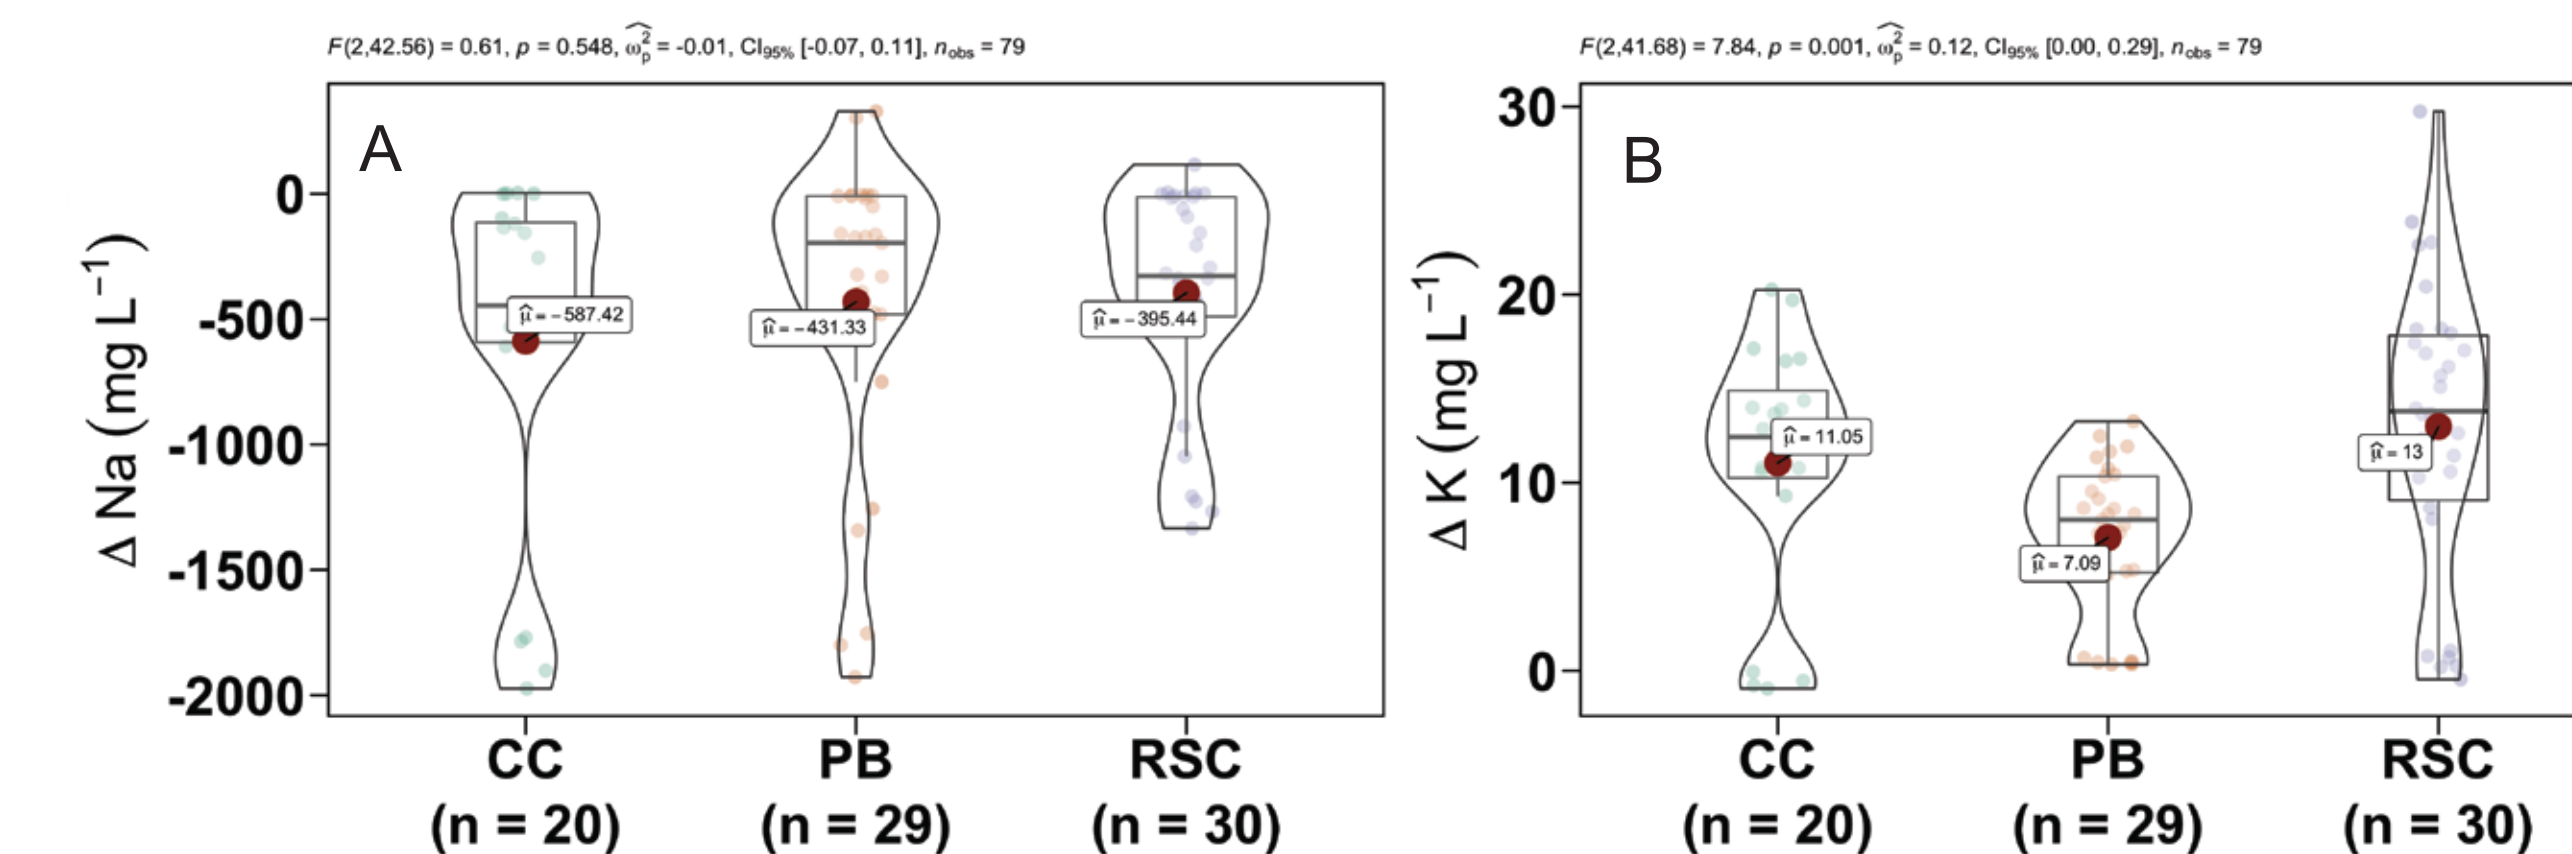 F(2,42.56) = 0.61, p = 0.548, ω̂²ₚ = -0.01, CI95% [-0.07, 0.11], nobs = 79
A
Δ Na (mg L⁻¹)
0
-500
-1000
-1500
-2000
μ̂ = −587.42
μ̂ = −431.33
μ̂ = −395.44
CC
(n = 20)
PB
(n = 29)
RSC
(n = 30)
F(2,41.68) = 7.84, p = 0.001, ω̂²ₚ = 0.12, CI95% [0.00, 0.29], nobs = 79
B
Δ K (mg L⁻¹)
30
20
10
0
μ̂ = 11.05
μ̂ = 7.09
μ̂ = 13
CC
(n = 20)
PB
(n = 29)
RSC
(n = 30)